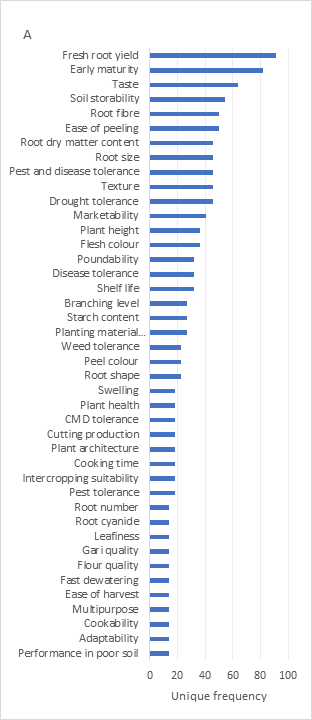 A
Fresh root yield
Early maturity
Taste
Soil storability
Root fibre
Ease of peeling
Root dry matter content
Root size
Pest and disease tolerance
Texture
Drought tolerance
Marketability
Plant height
Flesh colour
Poundability
Disease tolerance
Shelf life
Branching level
Starch content
Planting material...
Weed tolerance
Peel colour
Root shape
Swelling
Plant health
CMD tolerance
Cutting production
Plant architecture
Cooking time
Intercropping suitability
Pest tolerance
Root number
Root cyanide
Leafiness
Gari quality
Flour quality
Fast dewatering
Ease of harvest
Multipurpose
Cookability
Adaptability
Performance in poor soil
0 20 40 60 80 100
Unique frequency